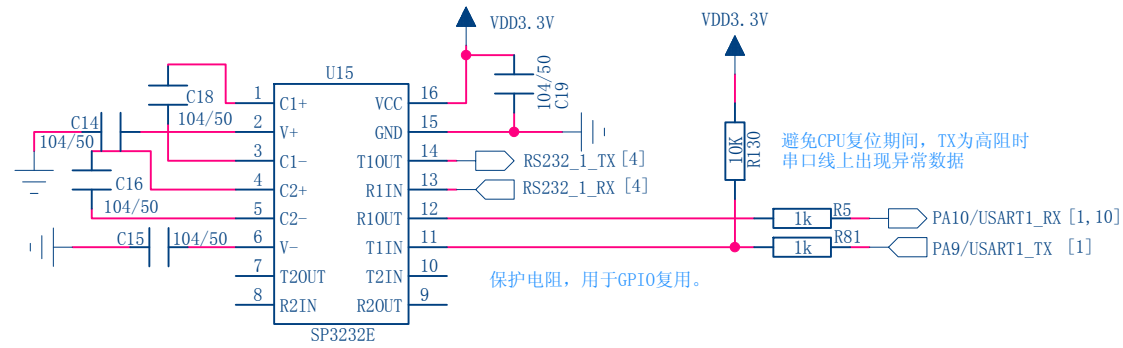 VDD3.3V
VDD3.3V
U15
C18
104/50
C14
104/50
C16
104/50
C15
104/50
104/50
C19
1
2
3
4
5
6
7
8
C1+
V+
C1-
C2+
C2-
V-
T2OUT
R2IN
VCC
GND
T1OUT
R1IN
R1OUT
T1IN
T2IN
R2OUT
16
15
14
13
12
11
10
9
SP3232E
RS232_1_TX [4]
RS232_1_RX [4]
10K
R130
避免CPU复位期间，TX为高阻时
串口线上出现异常数据
1k
R5
PA10/USART1_RX [1,10]
1k
R81
PA9/USART1_TX [1]
保护电阻，用于GPIO复用。